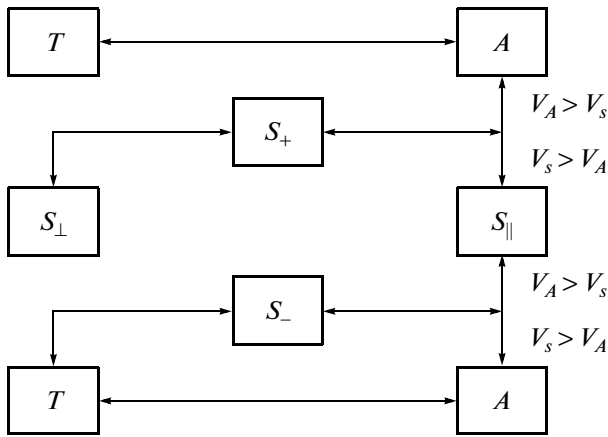 T A
V_A > V_s
S_+
V_s > V_A
S_⊥ S_||
V_A > V_s
S_−
V_s > V_A
T A